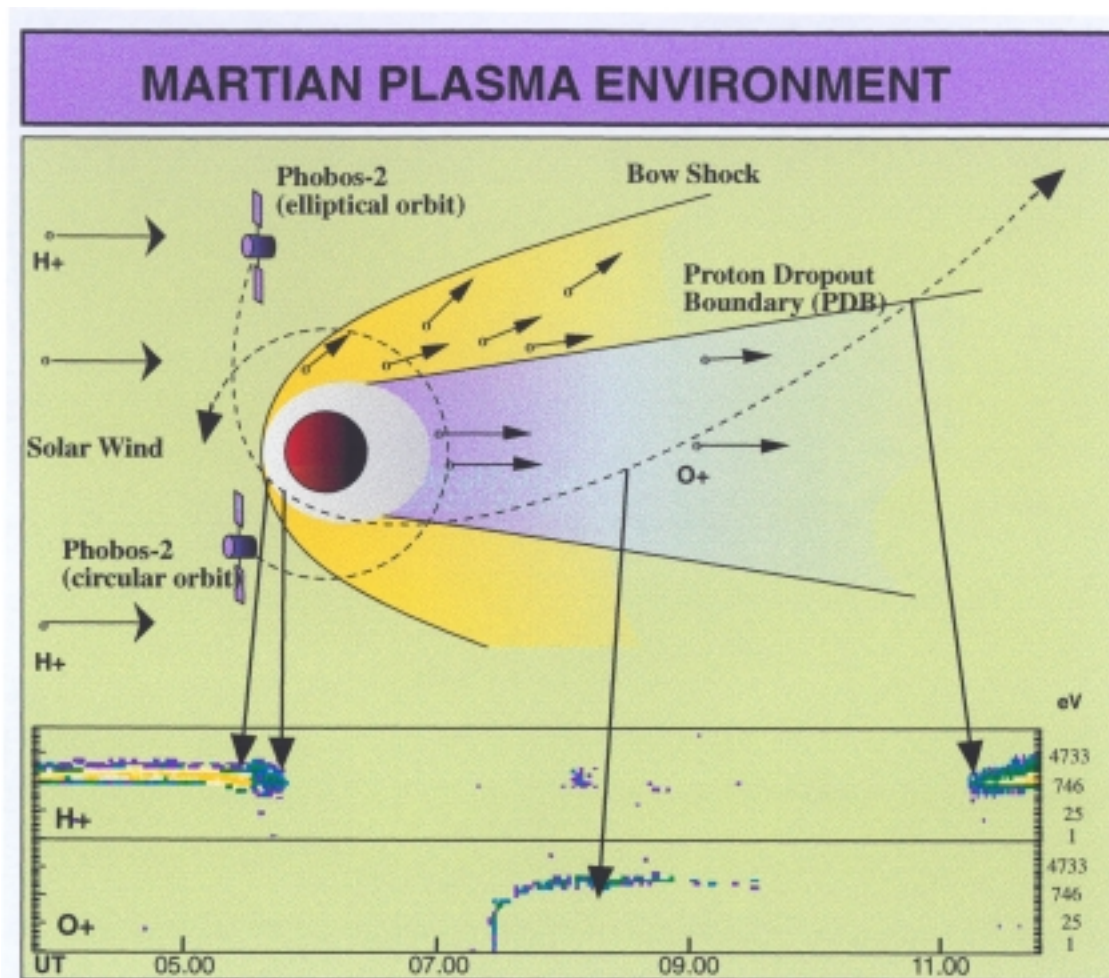 MARTIAN PLASMA ENVIRONMENT
Phobos-2
(elliptical orbit)
Bow Shock
H+
Proton Dropout
Boundary (PDB)
Solar Wind
O+
Phobos-2
(circular orbit)
H+
eV
4733
746
25
1
H+
4733
746
25
1
O+
UT 05.00 07.00 09.00 11.00